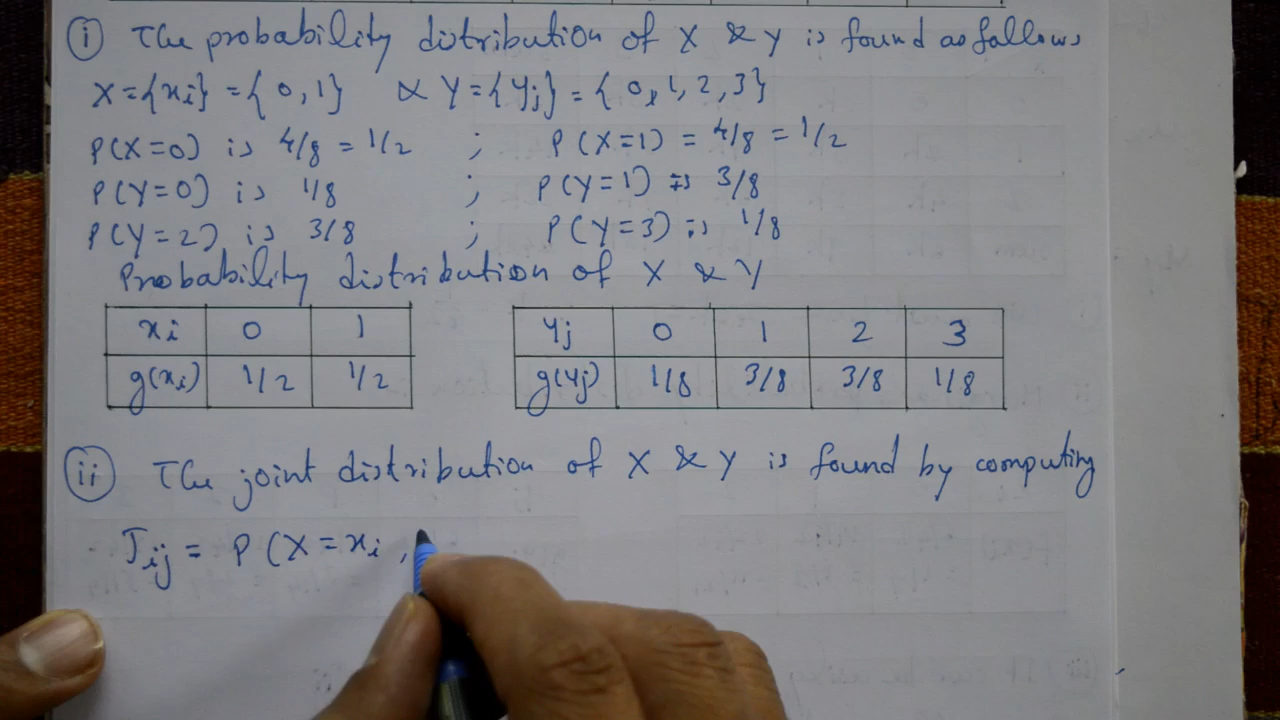 (i) The probability distribution of X & Y is found as follows
X = {xi} = { 0, 1 } & Y = {yj} = { 0, 1, 2, 3 }
P(X=0) is 4/8 = 1/2 ; P(X=1) = 4/8 = 1/2
P(Y=0) is 1/8 ; P(Y=1) is 3/8
P(Y=2) is 3/8 ; P(Y=3) is 1/8
Probability distribution of X & Y
xi 0 1 yj 0 1 2 3
g(xi) 1/2 1/2 g(yj) 1/8 3/8 3/8 1/8
(ii) The joint distribution of X & Y is found by computing
Jij = P (X = xi ,